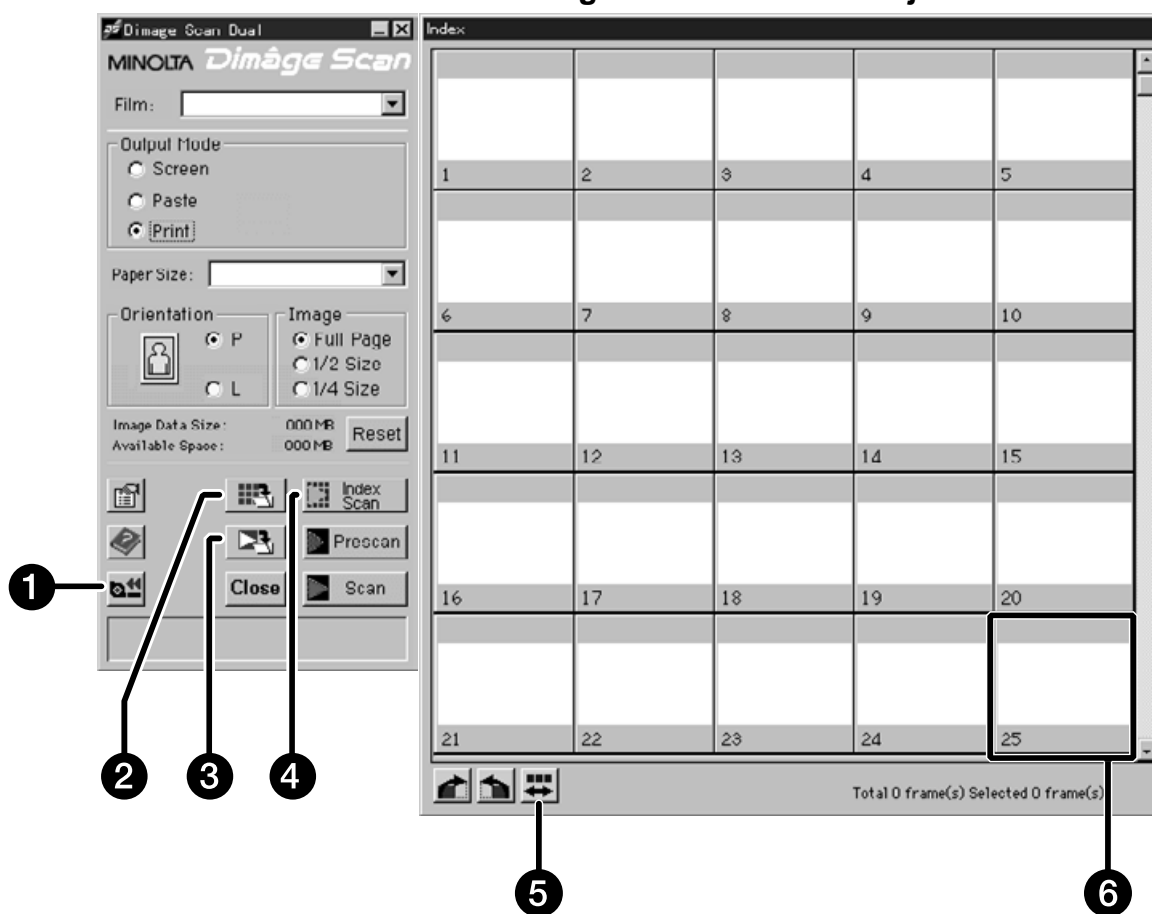 Dimage Scan Dual
MINOLTA Dimâge Scan
Film:
Output Mode
Screen
Paste
Print
Paper Size:
Orientation
P
L
Image
Full Page
1/2 Size
1/4 Size
Image Data Size: 000 MB
Available Space: 000 MB
Reset
Index Scan
Prescan
Close
Scan
Index
1 2 3 4 5
6 7 8 9 10
11 12 13 14 15
16 17 18 19 20
21 22 23 24 25
Total 0 frame(s) Selected 0 frame(s)
1
2
3
4
5
6